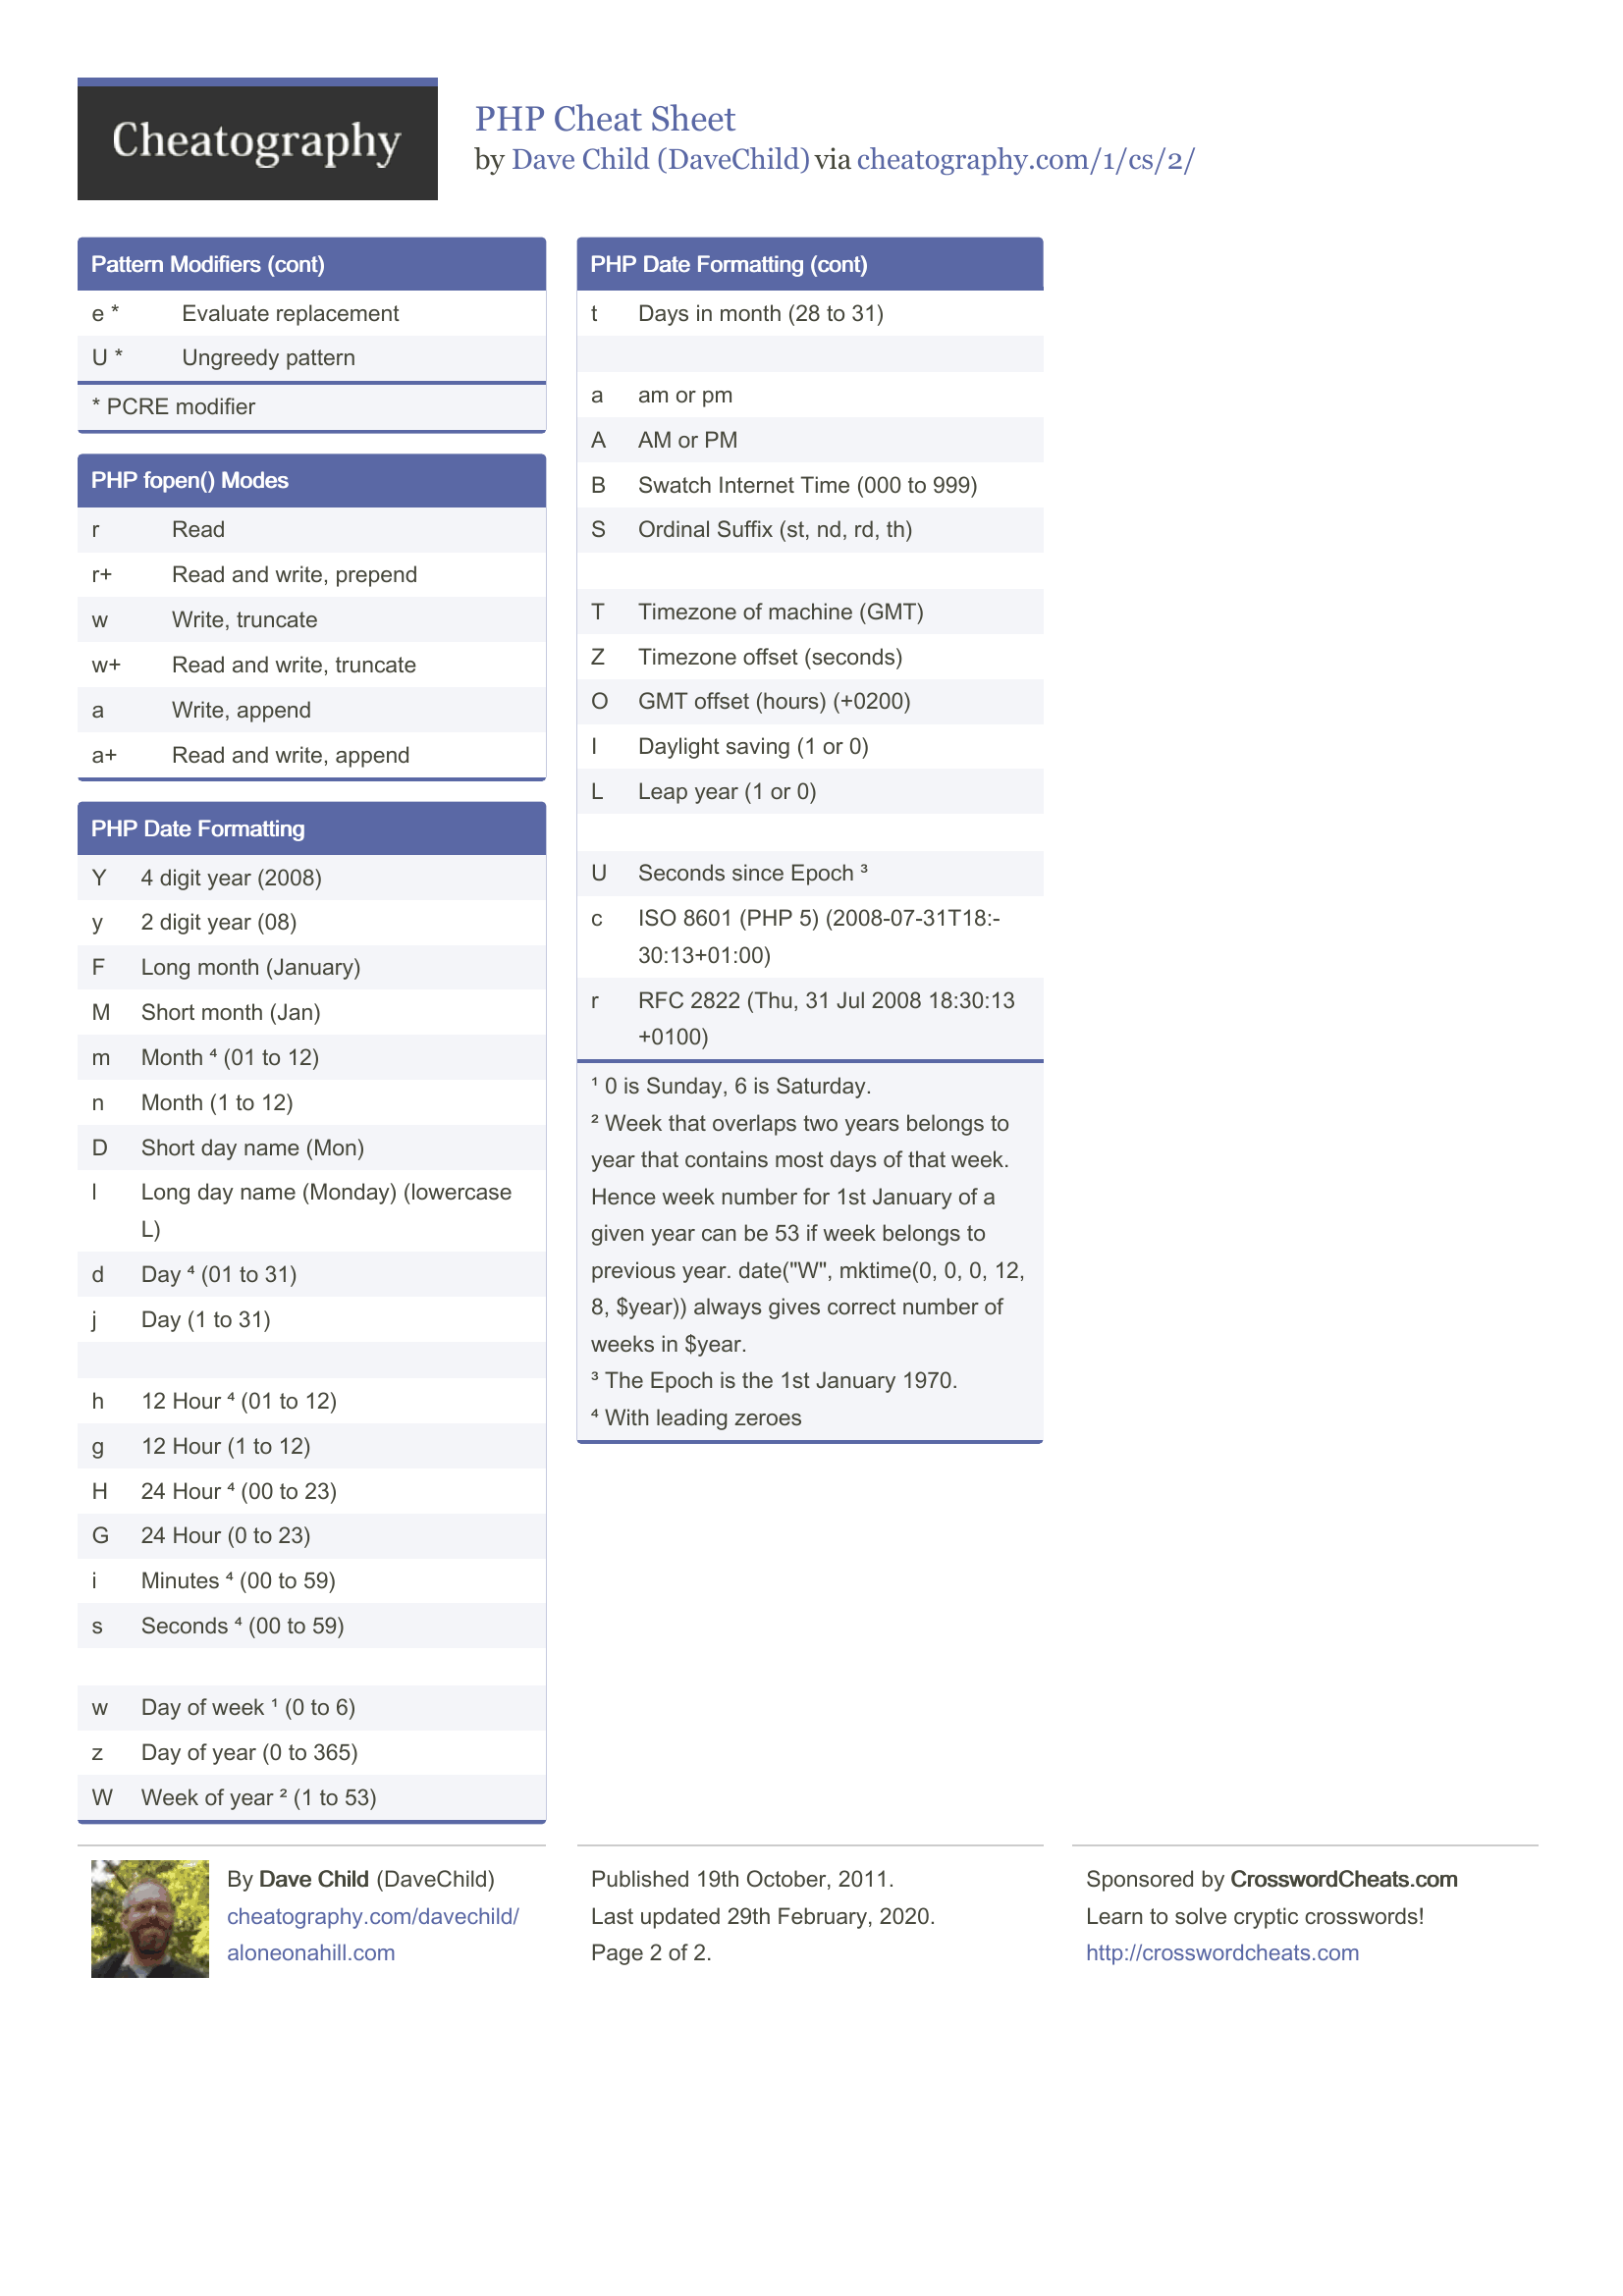 Cheatography
PHP Cheat Sheet
by Dave Child (DaveChild) via cheatography.com/1/cs/2/
Pattern Modifiers (cont)
e * Evaluate replacement
U * Ungreedy pattern
* PCRE modifier
PHP fopen() Modes
r Read
r+ Read and write, prepend
w Write, truncate
w+ Read and write, truncate
a Write, append
a+ Read and write, append
PHP Date Formatting
Y 4 digit year (2008)
y 2 digit year (08)
F Long month (January)
M Short month (Jan)
m Month ⁴ (01 to 12)
n Month (1 to 12)
D Short day name (Mon)
l Long day name (Monday) (lowercase
L)
d Day ⁴ (01 to 31)
j Day (1 to 31)
h 12 Hour ⁴ (01 to 12)
g 12 Hour (1 to 12)
H 24 Hour ⁴ (00 to 23)
G 24 Hour (0 to 23)
i Minutes ⁴ (00 to 59)
s Seconds ⁴ (00 to 59)
w Day of week ¹ (0 to 6)
z Day of year (0 to 365)
W Week of year ² (1 to 53)
PHP Date Formatting (cont)
t Days in month (28 to 31)
a am or pm
A AM or PM
B Swatch Internet Time (000 to 999)
S Ordinal Suffix (st, nd, rd, th)
T Timezone of machine (GMT)
Z Timezone offset (seconds)
O GMT offset (hours) (+0200)
I Daylight saving (1 or 0)
L Leap year (1 or 0)
U Seconds since Epoch ³
c ISO 8601 (PHP 5) (2008-07-31T18:-
30:13+01:00)
r RFC 2822 (Thu, 31 Jul 2008 18:30:13
+0100)
¹ 0 is Sunday, 6 is Saturday.
² Week that overlaps two years belongs to
year that contains most days of that week.
Hence week number for 1st January of a
given year can be 53 if week belongs to
previous year. date("W", mktime(0, 0, 0, 12,
8, $year)) always gives correct number of
weeks in $year.
³ The Epoch is the 1st January 1970.
⁴ With leading zeroes
By Dave Child (DaveChild)
cheatography.com/davechild/
aloneonahill.com
Published 19th October, 2011.
Last updated 29th February, 2020.
Page 2 of 2.
Sponsored by CrosswordCheats.com
Learn to solve cryptic crosswords!
http://crosswordcheats.com